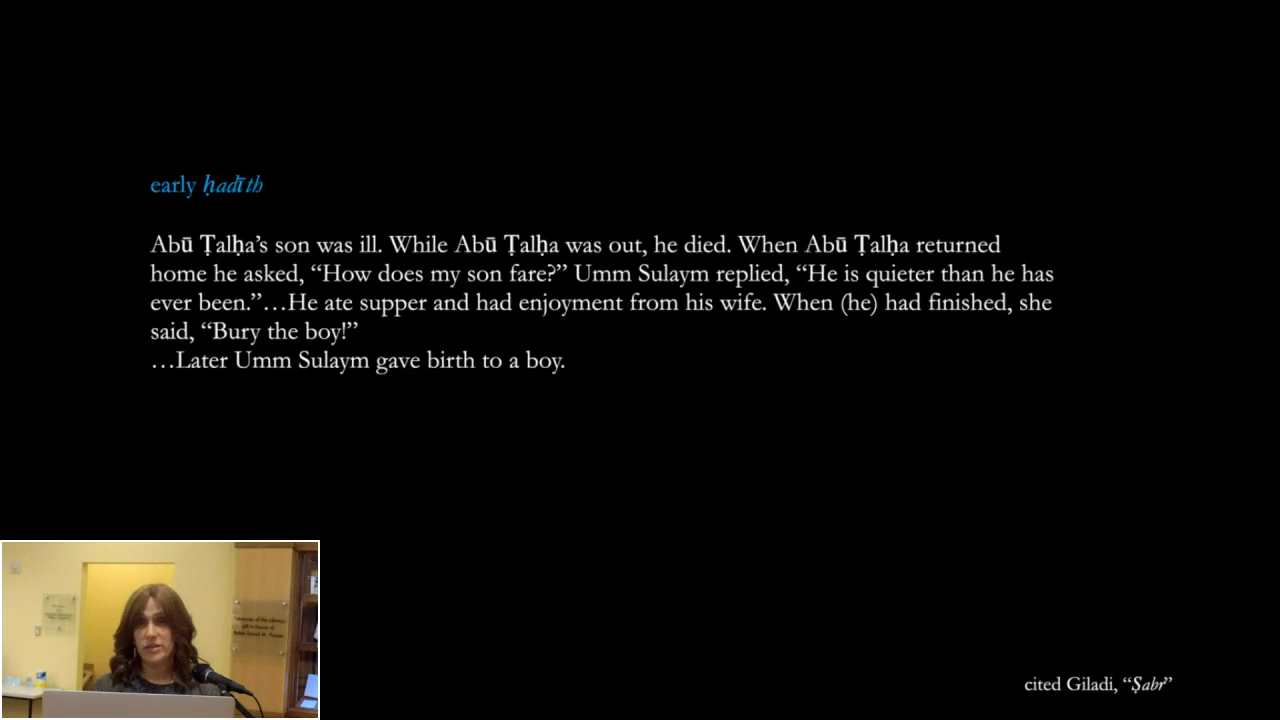 early ḥadīth
Abū Ṭalḥa’s son was ill. While Abū Ṭalḥa was out, he died. When Abū Ṭalḥa returned
home he asked, “How does my son fare?” Umm Sulaym replied, “He is quieter than he has
ever been.”…He ate supper and had enjoyment from his wife. When (he) had finished, she
said, “Bury the boy!”
…Later Umm Sulaym gave birth to a boy.
cited Giladi, “Ṣabr”